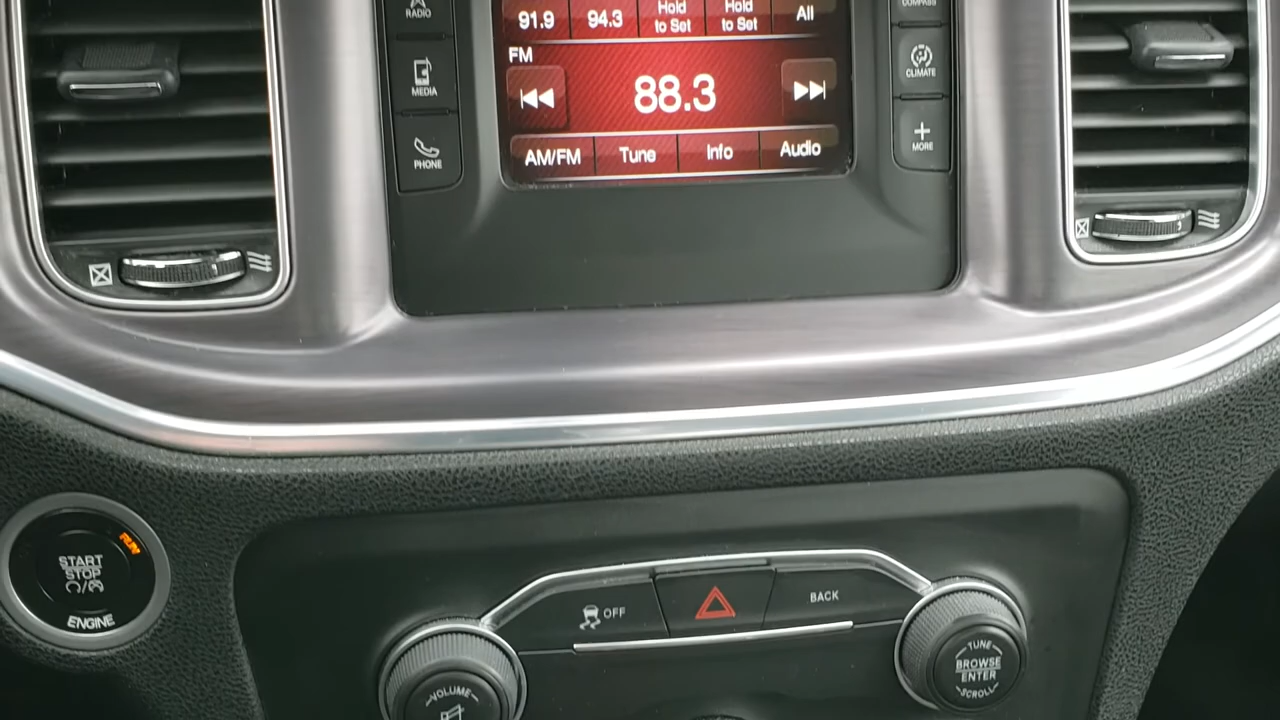 RADIO
MEDIA
PHONE
91.9
94.3
Hold
to Set
Hold
to Set
All
FM
88.3
AM/FM
Tune
Info
Audio
COMPASS
CLIMATE
MORE
RUN
START
STOP
ENGINE
OFF
BACK
VOLUME
TUNE
BROWSE
ENTER
SCROLL